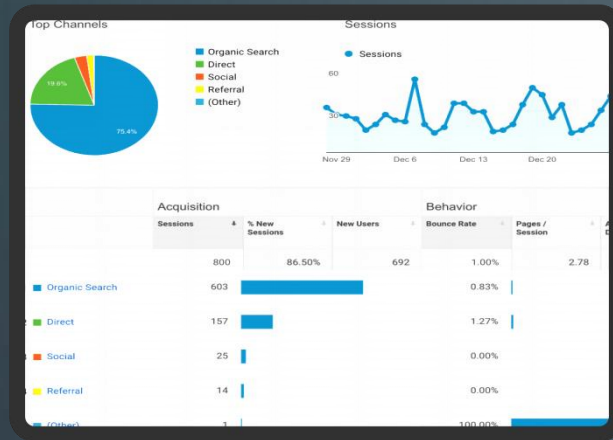 Top Channels
Organic Search
Direct
Social
Referral
(Other)
19.6%
75.4%
Sessions
Sessions
60
30
Nov 29 Dec 6 Dec 13 Dec 20
Acquisition Behavior
Sessions % New Sessions New Users Bounce Rate Pages / Session
800 86.50% 692 1.00% 2.78
Organic Search 603 0.83%
Direct 157 1.27%
Social 25 0.00%
Referral 14 0.00%
(Other) 1 100.00%